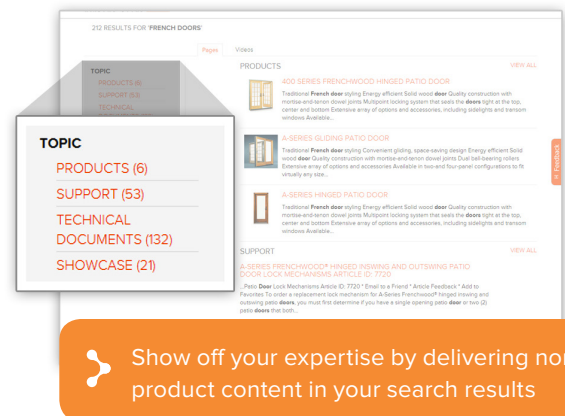 212 RESULTS FOR 'FRENCH DOORS'
Pages
Videos
TOPIC
PRODUCTS (6)
SUPPORT (53)
TECHNICAL
PRODUCTS
VIEW ALL
400 SERIES FRENCHWOOD HINGED PATIO DOOR
Traditional French door styling Energy efficient Solid wood door Quality construction with
mortise-and-tenon dowel joints Multipoint locking system that seals the doors tight at the top,
center and bottom Extensive array of options and accessories, including sidelights and transom
windows Available...
A-SERIES GLIDING PATIO DOOR
Traditional French door styling Convenient gliding, space-saving design Energy efficient Solid
wood door Quality construction with mortise-and-tenon dowel joints Dual ball-bearing rollers
Extensive array of options and accessories Available in two-and four-panel configurations to fit
virtually any size...
A-SERIES HINGED PATIO DOOR
Traditional French door styling Energy efficient Solid wood door Quality construction with
mortise-and-tenon dowel joints Multipoint locking system that seals the doors tight at the top,
center and bottom Extensive array of options and accessories, including sidelights and transom
windows Available...
SUPPORT
VIEW ALL
A-SERIES FRENCHWOOD® HINGED INSWING AND OUTSWING PATIO
DOOR LOCK MECHANISMS ARTICLE ID: 7720
...Patio Door Lock Mechanisms Article ID: 7720 * Email to a Friend * Article Feedback * Add to
Favorites To order a replacement lock mechanism for A-Series Frenchwood® hinged inswing and
outswing patio doors, you must first determine if you have a single opening patio door or two (2)
patio doors that both...
Feedback
TOPIC
PRODUCTS (6)
SUPPORT (53)
TECHNICAL
DOCUMENTS (132)
SHOWCASE (21)
Show off your expertise by delivering non
product content in your search results